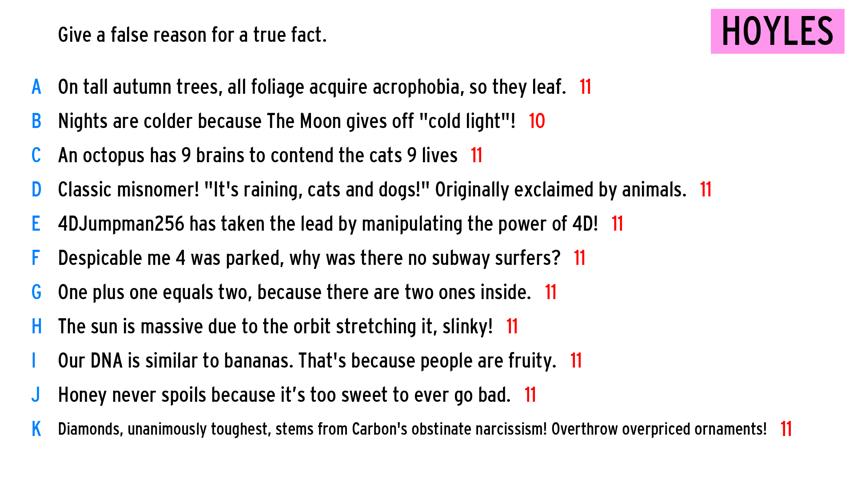 Give a false reason for a true fact.
HOYLES
A On tall autumn trees, all foliage acquire acrophobia, so they leaf. 11
B Nights are colder because The Moon gives off "cold light"! 10
C An octopus has 9 brains to contend the cats 9 lives 11
D Classic misnomer! "It's raining, cats and dogs!" Originally exclaimed by animals. 11
E 4DJumpman256 has taken the lead by manipulating the power of 4D! 11
F Despicable me 4 was parked, why was there no subway surfers? 11
G One plus one equals two, because there are two ones inside. 11
H The sun is massive due to the orbit stretching it, slinky! 11
I Our DNA is similar to bananas. That's because people are fruity. 11
J Honey never spoils because it’s too sweet to ever go bad. 11
K Diamonds, unanimously toughest, stems from Carbon's obstinate narcissism! Overthrow overpriced ornaments! 11